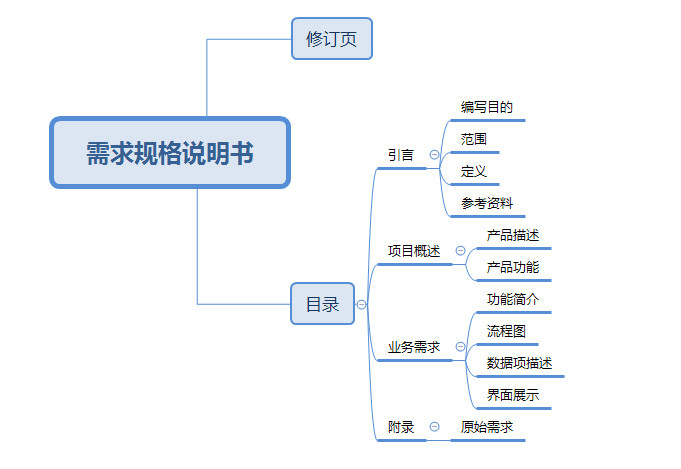 修订页
需求规格说明书
目录
引言
编写目的
范围
定义
参考资料
项目概述
产品描述
产品功能
业务需求
功能简介
流程图
数据项描述
界面展示
附录
原始需求